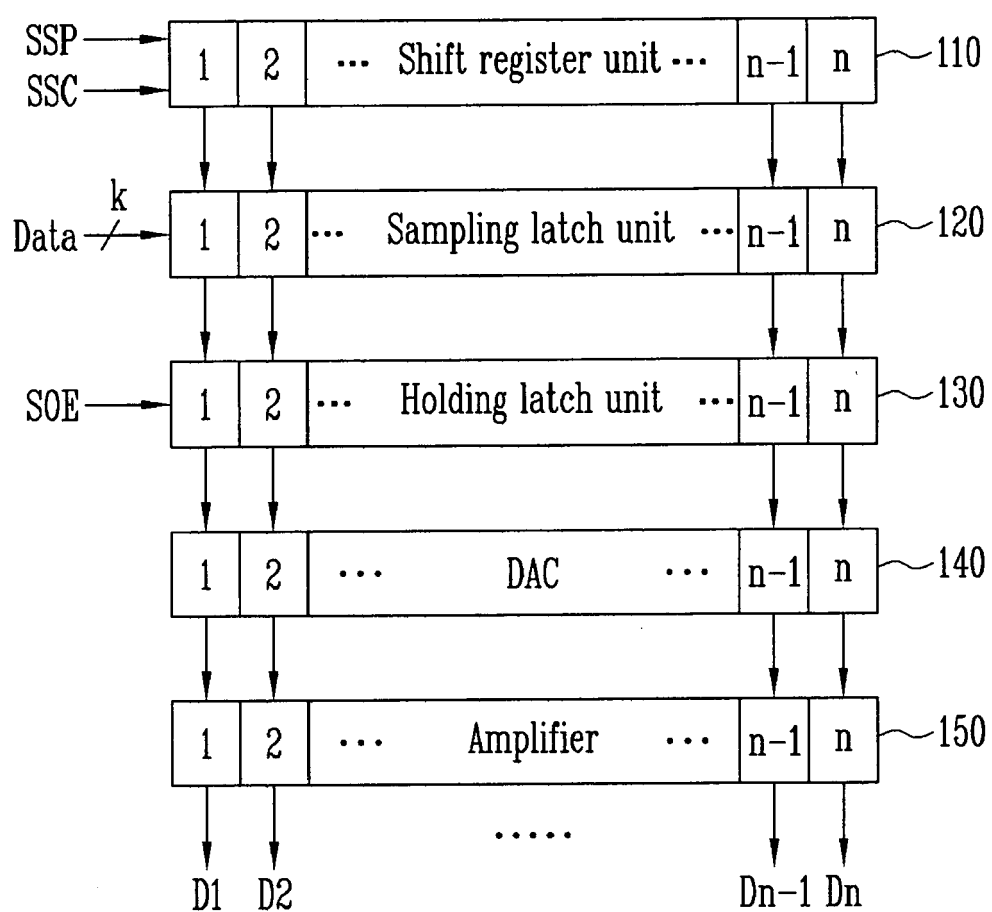 SSP
SSC
1 2 ... Shift register unit ... n-1 n 110
k
Data 1 2 ... Sampling latch unit ... n-1 n 120
SOE 1 2 ... Holding latch unit ... n-1 n 130
1 2 ... DAC ... n-1 n 140
1 2 ... Amplifier ... n-1 n 150
.....
D1 D2 Dn-1 Dn